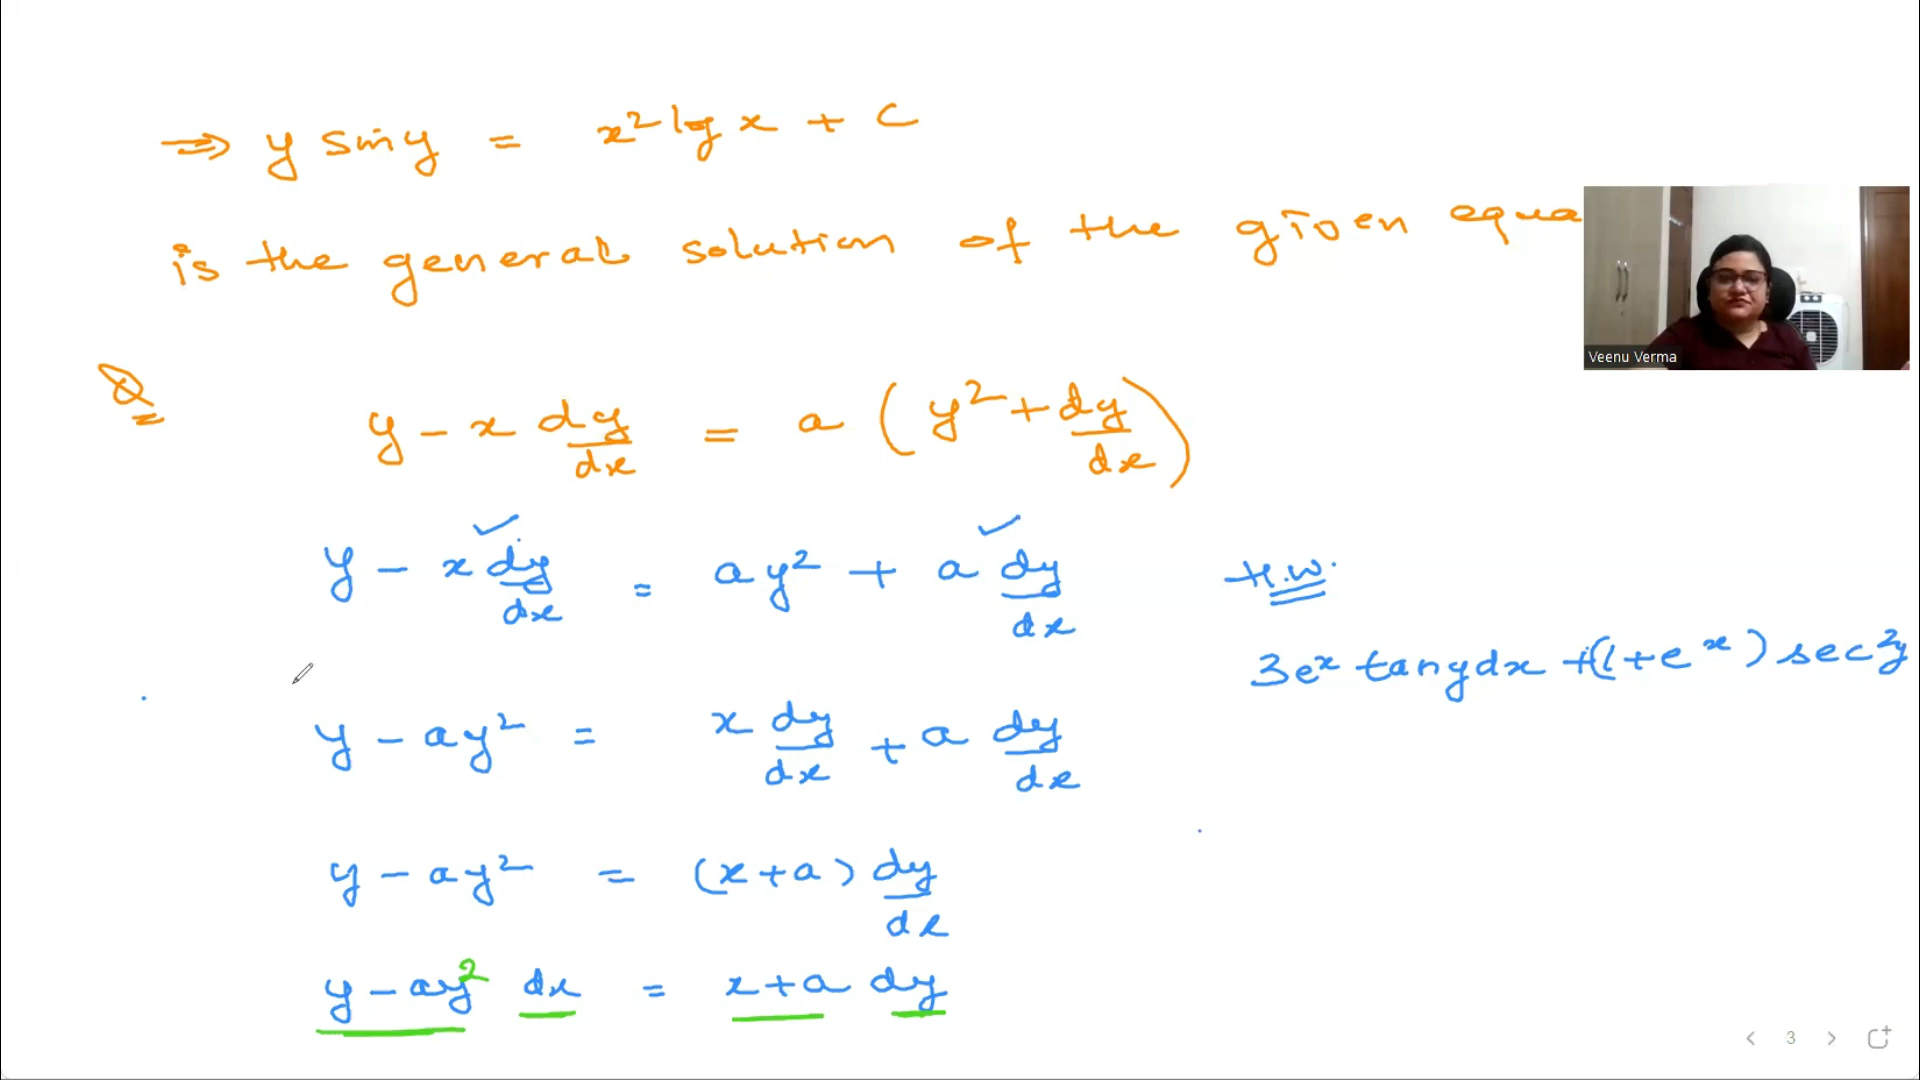 ⇒ y sin y = x² log x + c
is the general solution of the given equa
Veenu Verma
Q
y - x dy/dx = a (y² + dy/dx)
y - x dy/dx = ay² + a dy/dx
H.W.
3eˣ tan y dx + (1 + eˣ) sec²y
y - ay² = x dy/dx + a dy/dx
y - ay² = (x+a) dy/dx
y - ay² dx = x+a dy
3